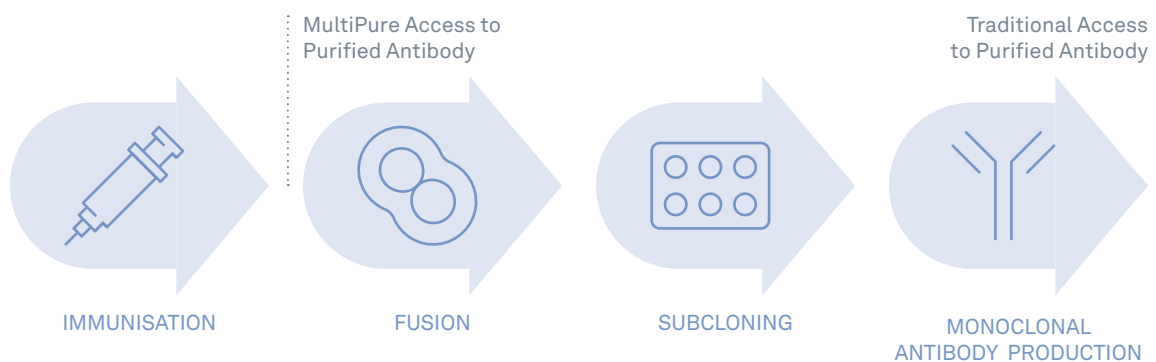 MultiPure Access to
Purified Antibody
Traditional Access
to Purified Antibody
IMMUNISATION
FUSION
SUBCLONING
MONOCLONAL
ANTIBODY PRODUCTION